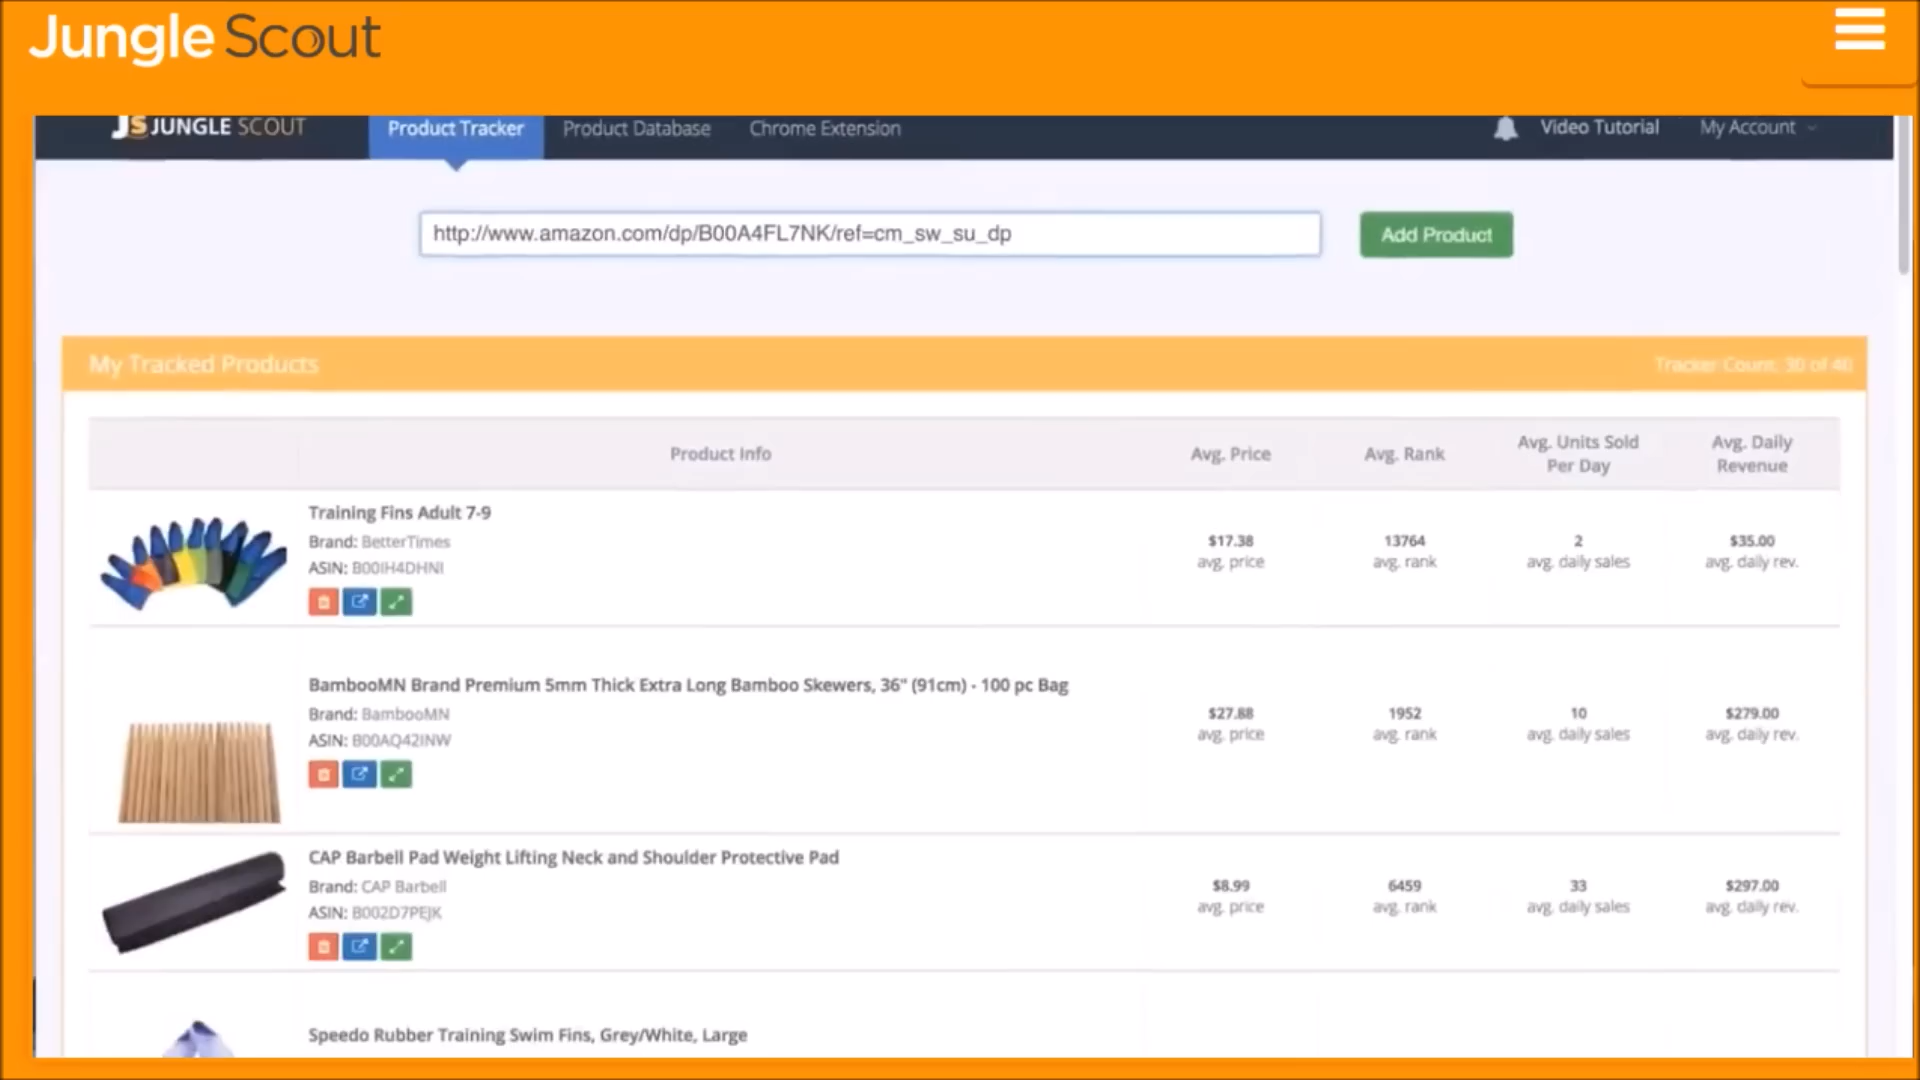 Jungle Scout
JS JUNGLE SCOUT
Product Tracker
Product Database
Chrome Extension
Video Tutorial
My Account
http://www.amazon.com/dp/B00A4FL7NK/ref=cm_sw_su_dp
Add Product
My Tracked Products
Tracker Count: 30 of 40
Product Info
Avg. Price
Avg. Rank
Avg. Units Sold
Per Day
Avg. Daily
Revenue
Training Fins Adult 7-9
Brand: BetterTimes
ASIN: B00IH4DHNI
$17.38
avg. price
13764
avg. rank
2
avg. daily sales
$35.00
avg. daily rev.
BambooMN Brand Premium 5mm Thick Extra Long Bamboo Skewers, 36" (91cm) - 100 pc Bag
Brand: BambooMN
ASIN: B00AQ42INW
$27.88
avg. price
1952
avg. rank
10
avg. daily sales
$279.00
avg. daily rev.
CAP Barbell Pad Weight Lifting Neck and Shoulder Protective Pad
Brand: CAP Barbell
ASIN: B002D7PEJK
$8.99
avg. price
6459
avg. rank
33
avg. daily sales
$297.00
avg. daily rev.
Speedo Rubber Training Swim Fins, Grey/White, Large